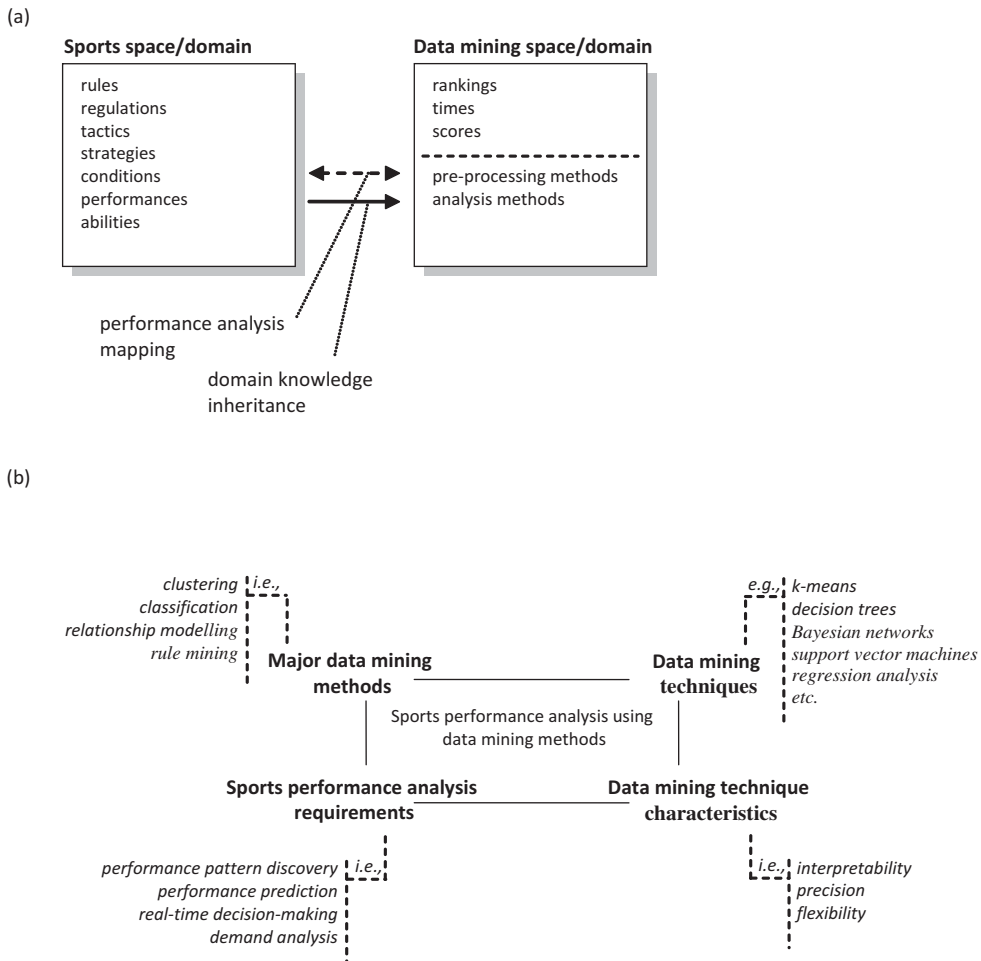 (a)
Sports space/domain
rules
regulations
tactics
strategies
conditions
performances
abilities
Data mining space/domain
rankings
times
scores
pre-processing methods
analysis methods
performance analysis
mapping
domain knowledge
inheritance
(b)
clustering
classification
relationship modelling
rule mining
i.e.,
Major data mining
methods
e.g.,
k-means
decision trees
Bayesian networks
support vector machines
regression analysis
etc.
Data mining
techniques
Sports performance analysis using
data mining methods
Sports performance analysis
requirements
Data mining technique
characteristics
performance pattern discovery
performance prediction
real-time decision-making
demand analysis
i.e.,
i.e.,
interpretability
precision
flexibility